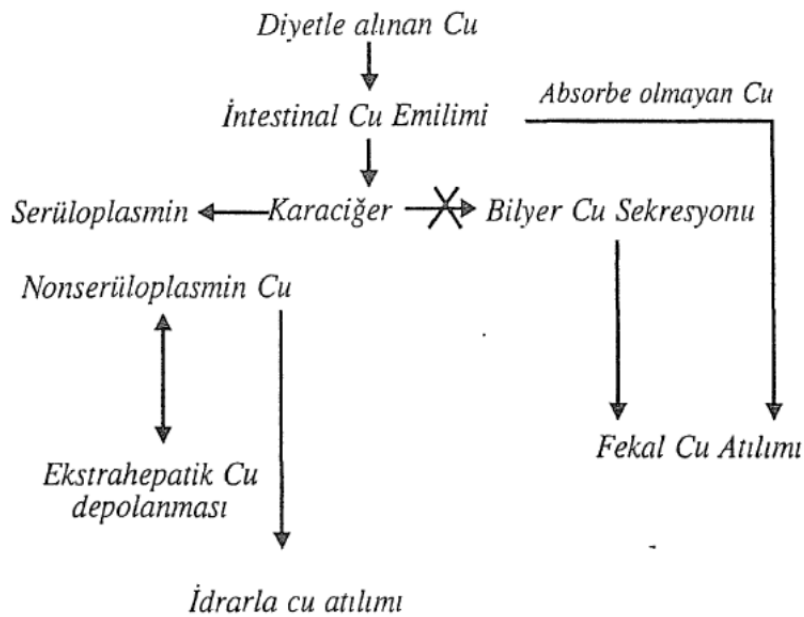 Diyetle alınan Cu
Absorbe olmayan Cu
İntestinal Cu Emilimi
Serüloplasmin Karaciğer Bilyer Cu Sekresyonu
Nonserüloplasmin Cu
Fekal Cu Atılımı
Ekstrahepatik Cu
depolanması
İdrarla cu atılımı